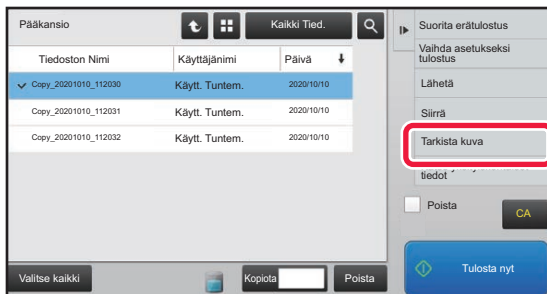 Pääkansio
Kaikki Tied.
Tiedoston Nimi
Käyttäjänimi
Päivä
Copy_20201010_112030
Käytt. Tuntem.
2020/10/10
Copy_20201010_112031
Käytt. Tuntem.
2020/10/10
Copy_20201010_112032
Käytt. Tuntem.
2020/10/10
Valitse kaikki
Kopiota
Poista
Suorita erätulostus
Vaihda asetukseksi
tulostus
Lähetä
Siirrä
Tarkista kuva
tiedot
Poista
CA
Tulosta nyt